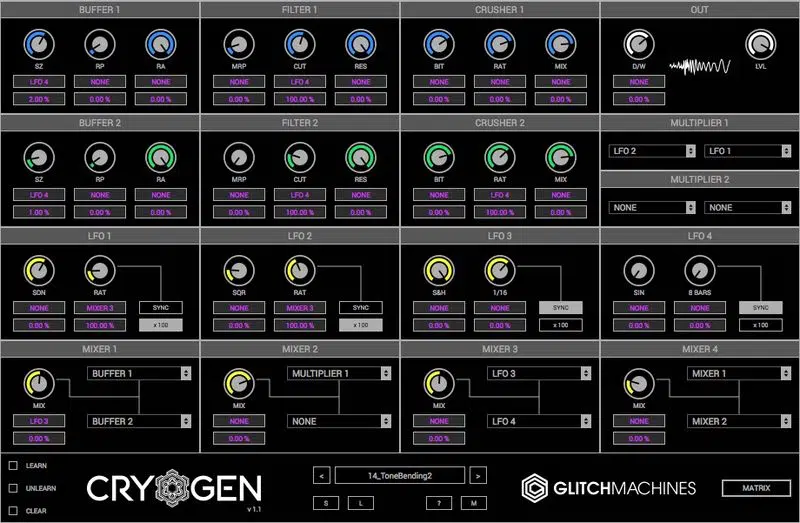 BUFFER 1 FILTER 1 CRUSHER 1 OUT
SZ RP RA MRP CUT RES BIT RAT MIX D/W LVL
LFO 4 NONE NONE NONE LFO 4 NONE NONE NONE NONE NONE
2.00 % 0.00 % 0.00 % 0.00 % 100.00 % 0.00 % 0.00 % 0.00 % 0.00 % 0.00 %
BUFFER 2 FILTER 2 CRUSHER 2 MULTIPLIER 1
LFO 2 LFO 1
SZ RP RA MRP CUT RES BIT RAT MIX MULTIPLIER 2
LFO 4 NONE NONE NONE LFO 4 NONE NONE LFO 4 NONE NONE NONE
1.00 % 0.00 % 0.00 % 0.00 % 100.00 % 0.00 % 0.00 % 100.00 % 0.00 %
LFO 1 LFO 2 LFO 3 LFO 4
SDN RAT SQR RAT S&H 1/16 SIN 8 BARS
NONE MIXER 3 SYNC NONE MIXER 3 SYNC NONE NONE SYNC NONE NONE SYNC
0.00 % 100.00 % x 100 0.00 % 100.00 % x 100 0.00 % 0.00 % x 100 0.00 % 0.00 % x 100
MIXER 1 MIXER 2 MIXER 3 MIXER 4
BUFFER 1 MULTIPLIER 1 LFO 3 MIXER 1
MIX MIX MIX MIX
LFO 3 BUFFER 2 NONE NONE NONE LFO 4 NONE MIXER 2
0.00 % 0.00 % 0.00 % 0.00 %
LEARN
UNLEARN
CLEAR
CRYOGEN
v 1.1
< 14_ToneBending2 >
S L ? M
GLITCHMACHINES
MATRIX